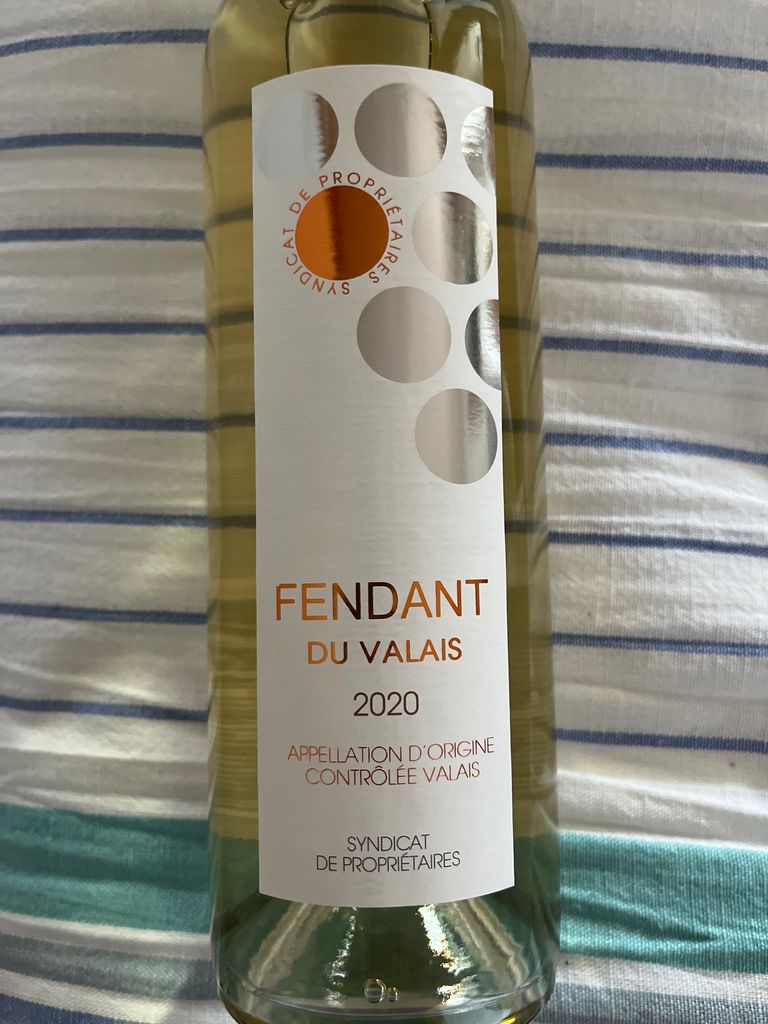 SYNDICAT DE PROPRIÉTAIRES
FENDANT
DU VALAIS
2020
APPELLATION D'ORIGINE
CONTRÔLÉE VALAIS
SYNDICAT
DE PROPRIÉTAIRES